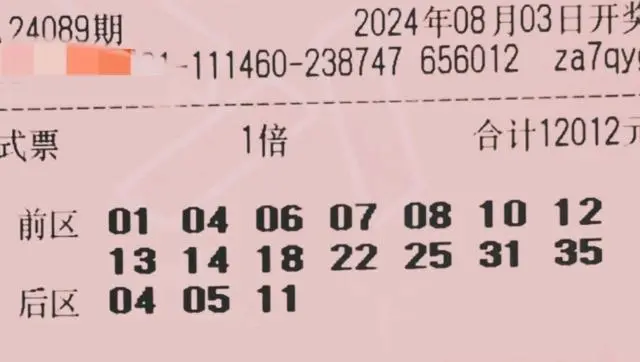 24089期 2024年08月03日开奖
-111460-238747 656012 za7qy
式票 1倍 合计12012元
前区 01 04 06 07 08 10 12
13 14 18 22 25 31 35
后区 04 05 11